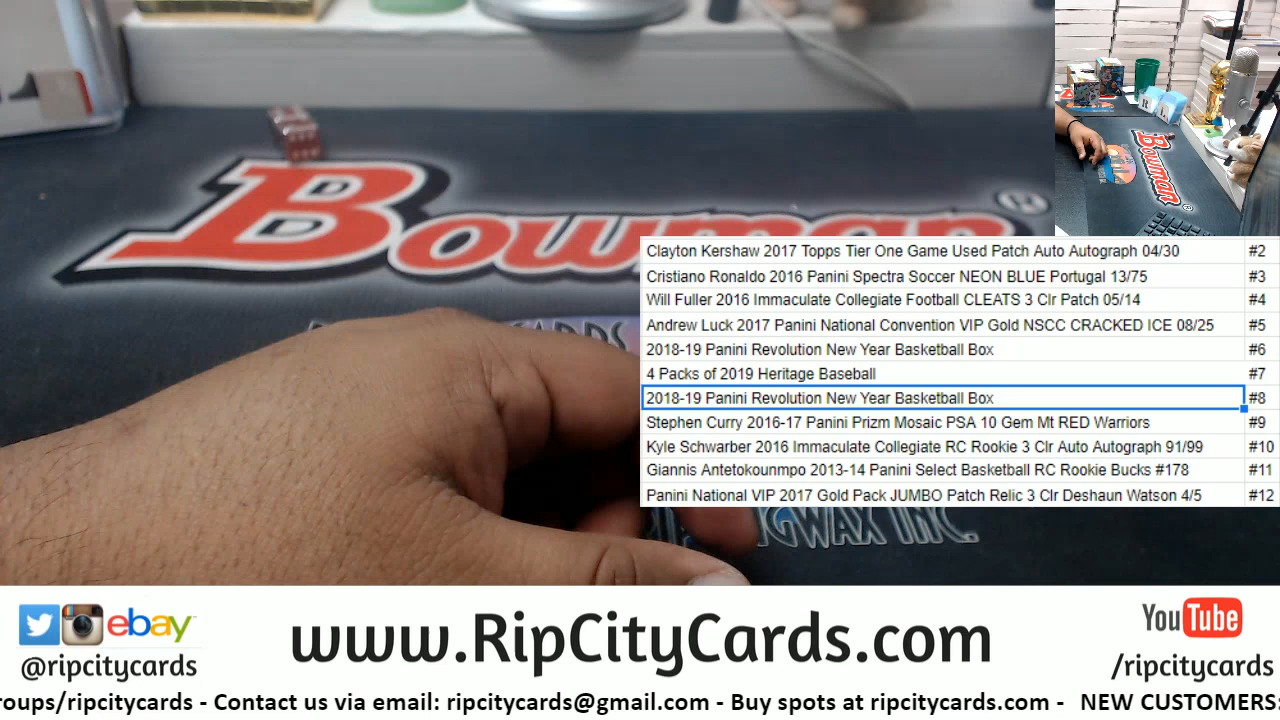 BOWMAN
®
Clayton Kershaw 2017 Topps Tier One Game Used Patch Auto Autograph 04/30 #2
Cristiano Ronaldo 2016 Panini Spectra Soccer NEON BLUE Portugal 13/75 #3
Will Fuller 2016 Immaculate Collegiate Football CLEATS 3 Clr Patch 05/14 #4
Andrew Luck 2017 Panini National Convention VIP Gold NSCC CRACKED ICE 08/25 #5
2018-19 Panini Revolution New Year Basketball Box #6
4 Packs of 2019 Heritage Baseball #7
2018-19 Panini Revolution New Year Basketball Box #8
Stephen Curry 2016-17 Panini Prizm Mosaic PSA 10 Gem Mt RED Warriors #9
Kyle Schwarber 2016 Immaculate Collegiate RC Rookie 3 Clr Auto Autograph 91/99 #10
Giannis Antetokounmpo 2013-14 Panini Select Basketball RC Rookie Bucks #178 #11
Panini National VIP 2017 Gold Pack JUMBO Patch Relic 3 Clr Deshaun Watson 4/5 #12
CARDS
GWAX INC.
Bowman
®
ebay
@ripcitycards
www.RipCityCards.com
YouTube
/ripcitycards
roups/ripcitycards - Contact us via email: ripcitycards@gmail.com - Buy spots at ripcitycards.com - NEW CUSTOMERS: